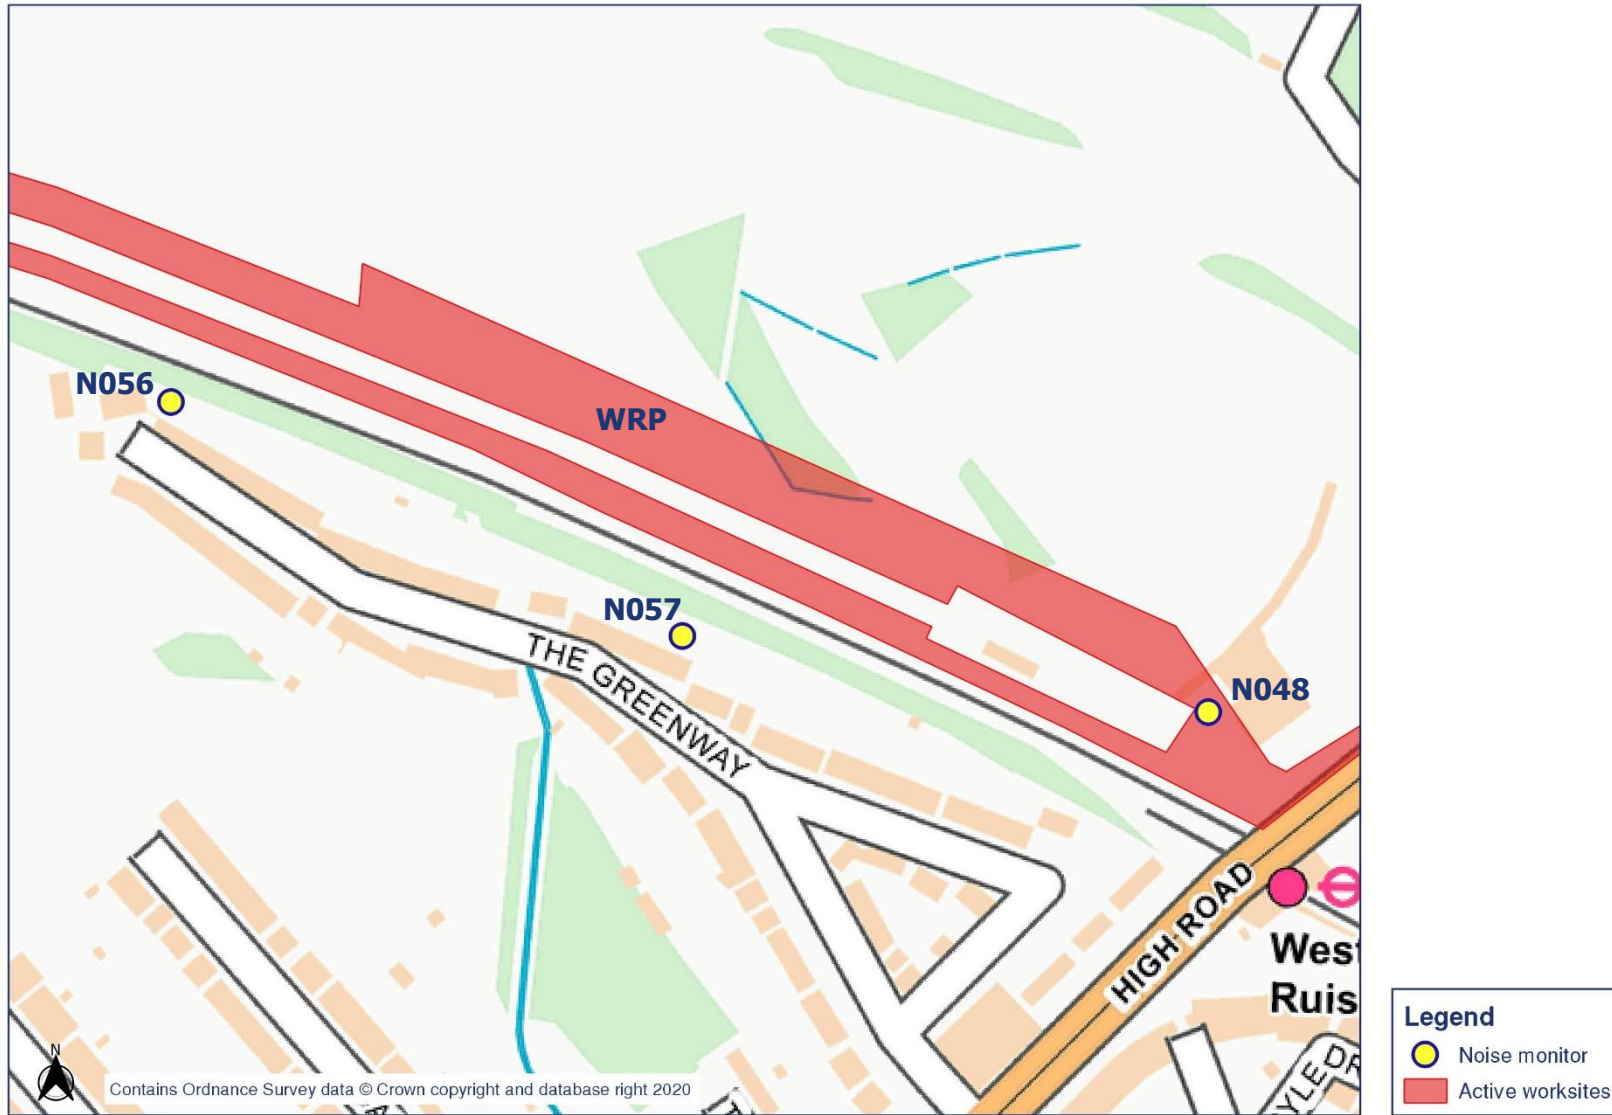 N056
WRP
N057
THE GREENWAY
N048
HIGH ROAD
West
Ruis
N
Contains Ordnance Survey data © Crown copyright and database right 2020
Legend
Noise monitor
Active worksites